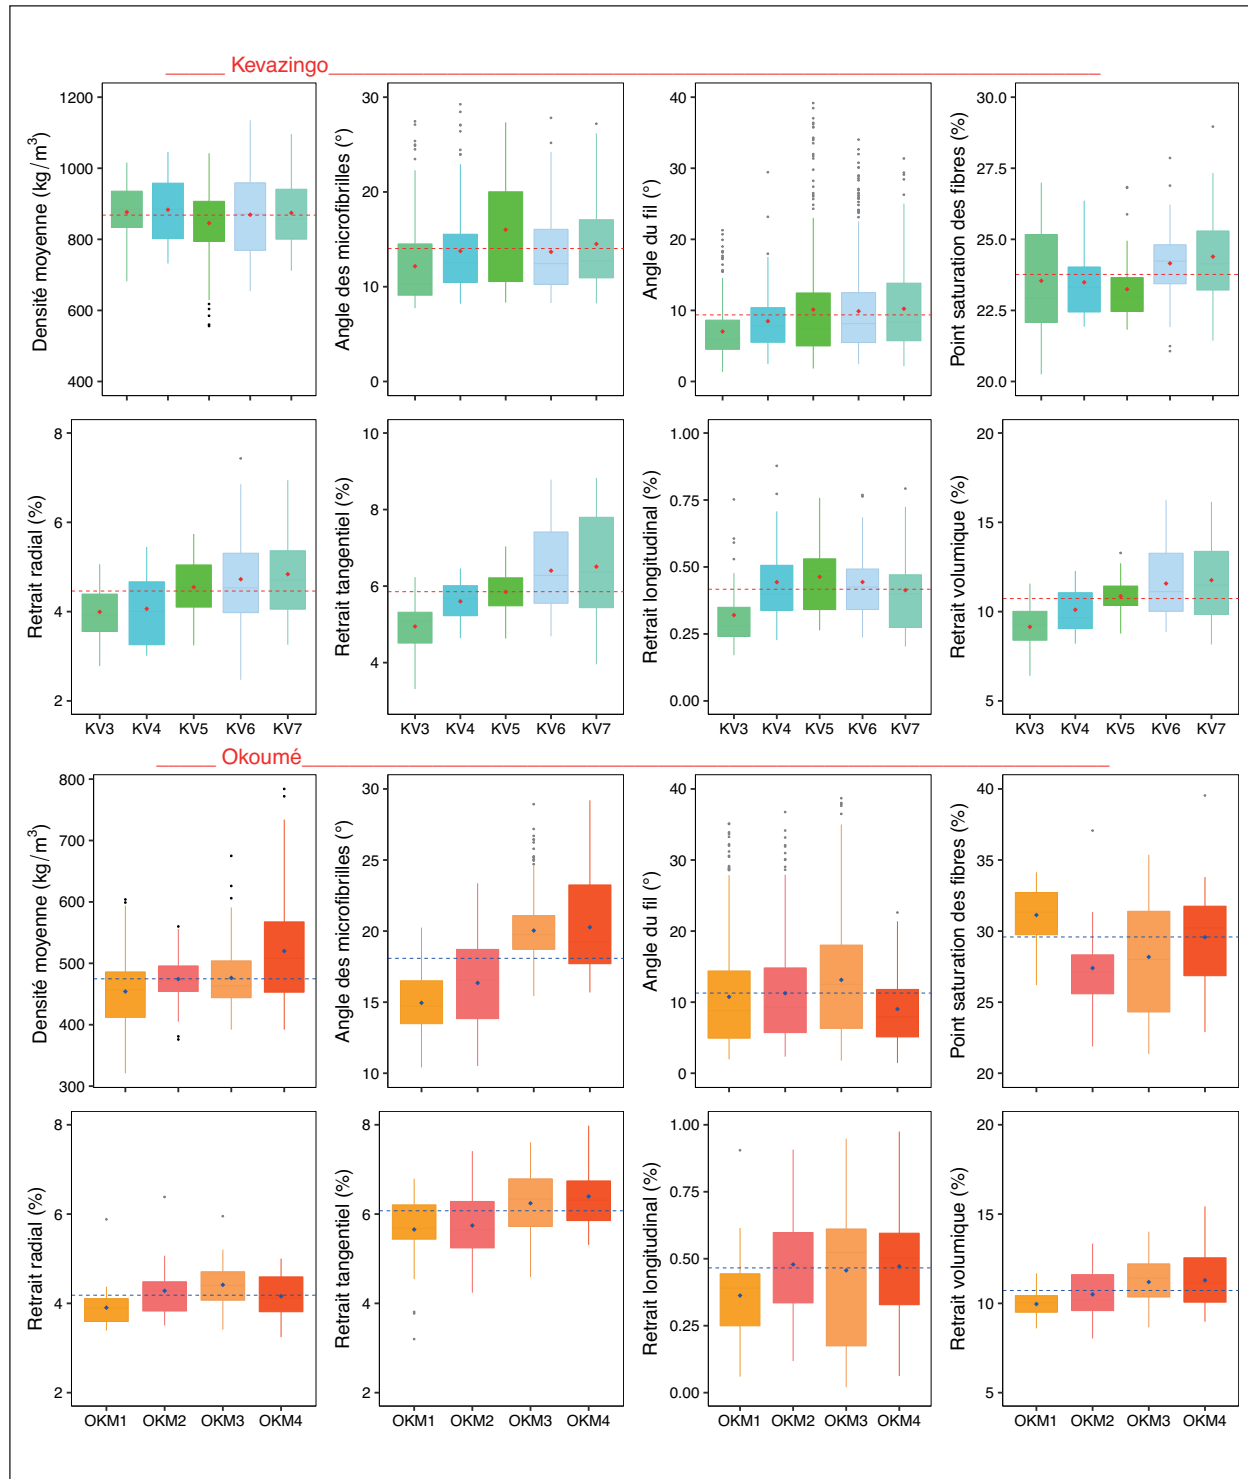 Kevazingo
Densité moyenne (kg/m³)
1200
1000
800
600
400
Angle des microfibrilles (°)
30
20
10
0
Angle du fil (°)
40
30
20
10
0
Point saturation des fibres (%)
30.0
27.5
25.0
22.5
20.0
Retrait radial (%)
8
6
4
2
KV3 KV4 KV5 KV6 KV7
Retrait tangentiel (%)
10
8
6
4
KV3 KV4 KV5 KV6 KV7
Retrait longitudinal (%)
1.00
0.75
0.50
0.25
0.00
KV3 KV4 KV5 KV6 KV7
Retrait volumique (%)
20
15
10
5
KV3 KV4 KV5 KV6 KV7
Okoumé
Densité moyenne (kg/m³)
800
700
600
500
400
300
Angle des microfibrilles (°)
30
25
20
15
10
Angle du fil (°)
40
30
20
10
0
Point saturation des fibres (%)
40
35
30
25
20
Retrait radial (%)
8
6
4
2
OKM1 OKM2 OKM3 OKM4
Retrait tangentiel (%)
8
6
4
2
OKM1 OKM2 OKM3 OKM4
Retrait longitudinal (%)
1.00
0.75
0.50
0.25
0.00
OKM1 OKM2 OKM3 OKM4
Retrait volumique (%)
20
15
10
5
OKM1 OKM2 OKM3 OKM4